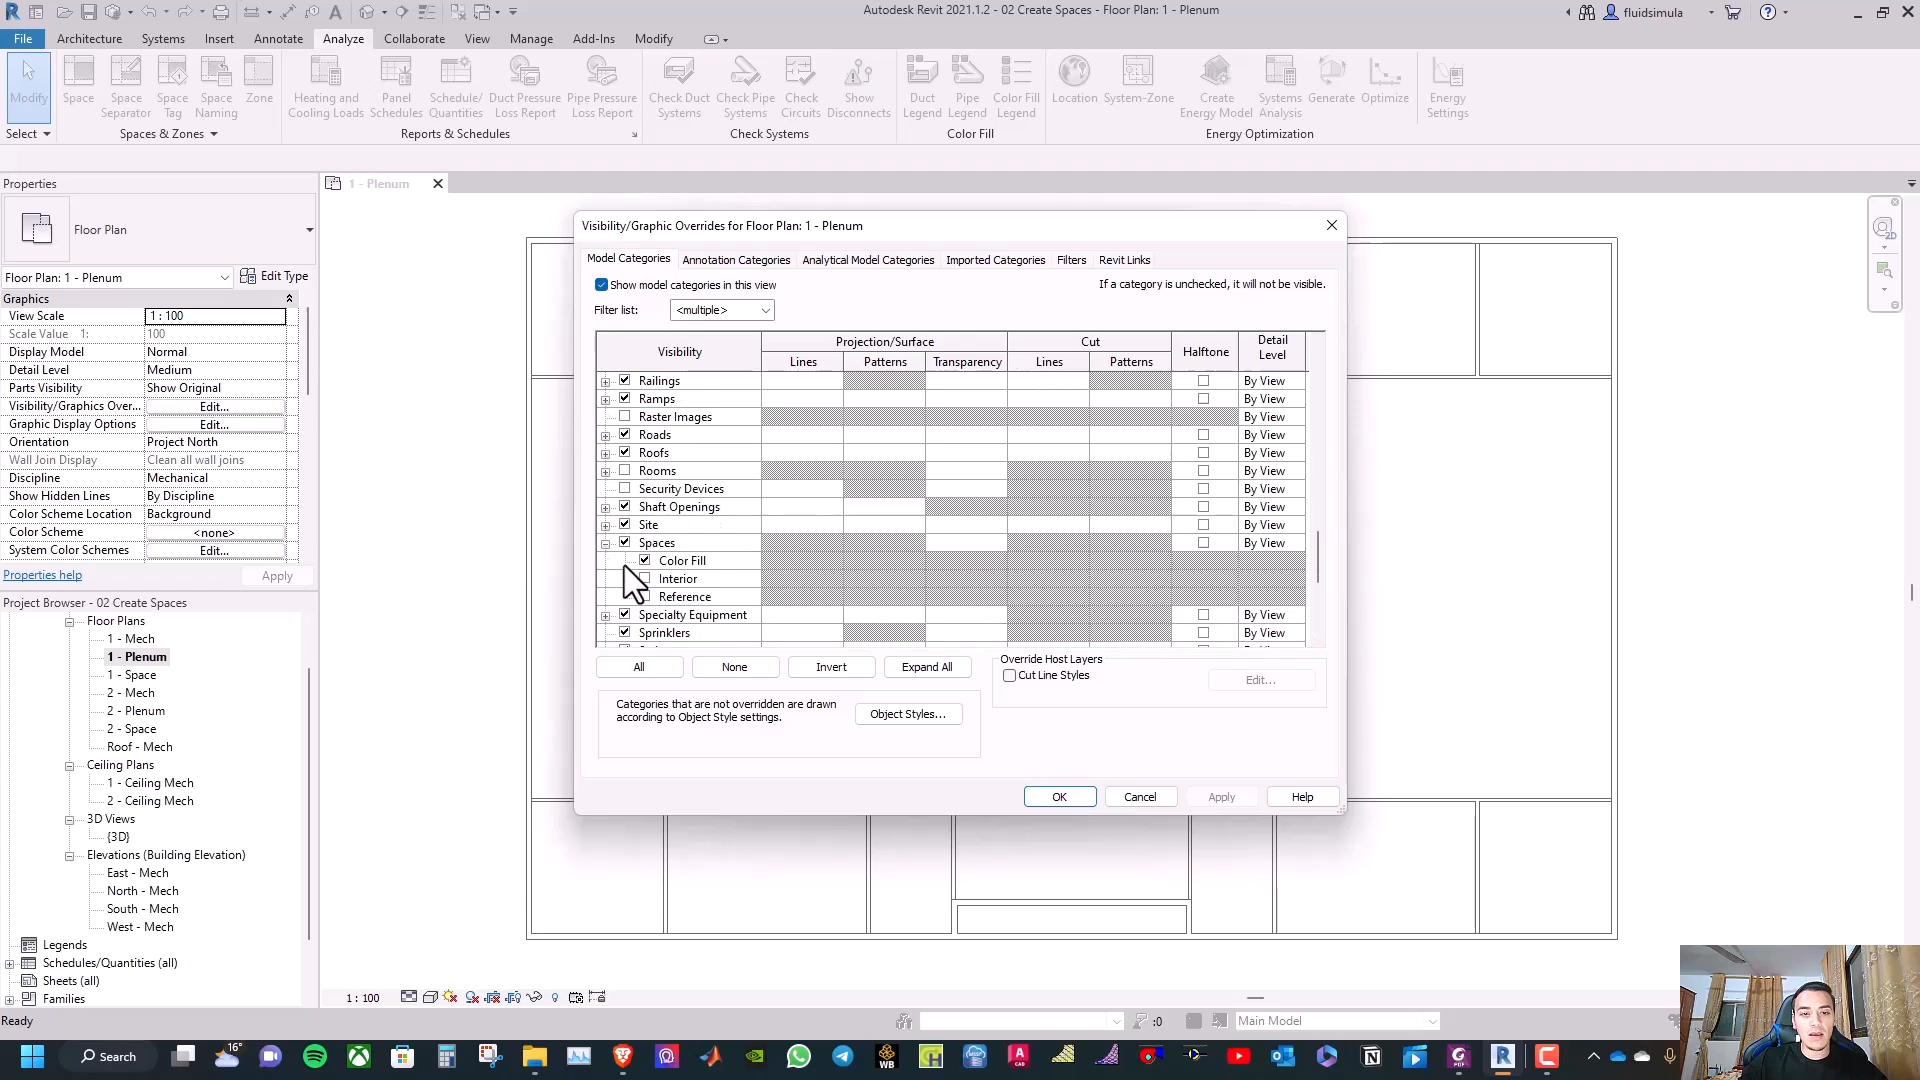 Autodesk Revit 2021.1.2 - 02 Create Spaces - Floor Plan: 1 - Plenum
fluidsimula
File Architecture Systems Insert Annotate Analyze Collaborate View Manage Add-Ins Modify
Modify Space Space Separator Space Tag Space Naming Zone Heating and Cooling Loads Panel Schedules Schedule/ Quantities Duct Pressure Loss Report Pipe Pressure Loss Report Check Duct Systems Check Pipe Systems Check Circuits Show Disconnects Duct Legend Pipe Legend Color Fill Legend Location System-Zone Create Energy Model Systems Analysis Generate Optimize Energy Settings
Select Spaces & Zones Reports & Schedules Check Systems Color Fill Energy Optimization
Properties
1 - Plenum
Floor Plan
Floor Plan: 1 - Plenum Edit Type
Graphics
View Scale 1 : 100
Scale Value 1: 100
Display Model Normal
Detail Level Medium
Parts Visibility Show Original
Visibility/Graphics Over... Edit...
Graphic Display Options Edit...
Orientation Project North
Wall Join Display Clean all wall joins
Discipline Mechanical
Show Hidden Lines By Discipline
Color Scheme Location Background
Color Scheme <none>
System Color Schemes Edit...
Properties help Apply
Project Browser - 02 Create Spaces
Floor Plans
1 - Mech
1 - Plenum
1 - Space
2 - Mech
2 - Plenum
2 - Space
Roof - Mech
Ceiling Plans
1 - Ceiling Mech
2 - Ceiling Mech
3D Views
{3D}
Elevations (Building Elevation)
East - Mech
North - Mech
South - Mech
West - Mech
Legends
Schedules/Quantities (all)
Sheets (all)
Families
Visibility/Graphic Overrides for Floor Plan: 1 - Plenum
Model Categories Annotation Categories Analytical Model Categories Imported Categories Filters Revit Links
Show model categories in this view If a category is unchecked, it will not be visible.
Filter list: <multiple>
Visibility Projection/Surface Cut Halftone Detail Level
Lines Patterns Transparency Lines Patterns
Railings By View
Ramps By View
Raster Images By View
Roads By View
Roofs By View
Rooms By View
Security Devices By View
Shaft Openings By View
Site By View
Spaces By View
Color Fill
Interior
Reference
Specialty Equipment By View
Sprinklers By View
All None Invert Expand All
Override Host Layers
Cut Line Styles Edit...
Categories that are not overridden are drawn
according to Object Style settings.
Object Styles...
OK Cancel Apply Help
1 : 100
Ready :0 Main Model
Search 16°